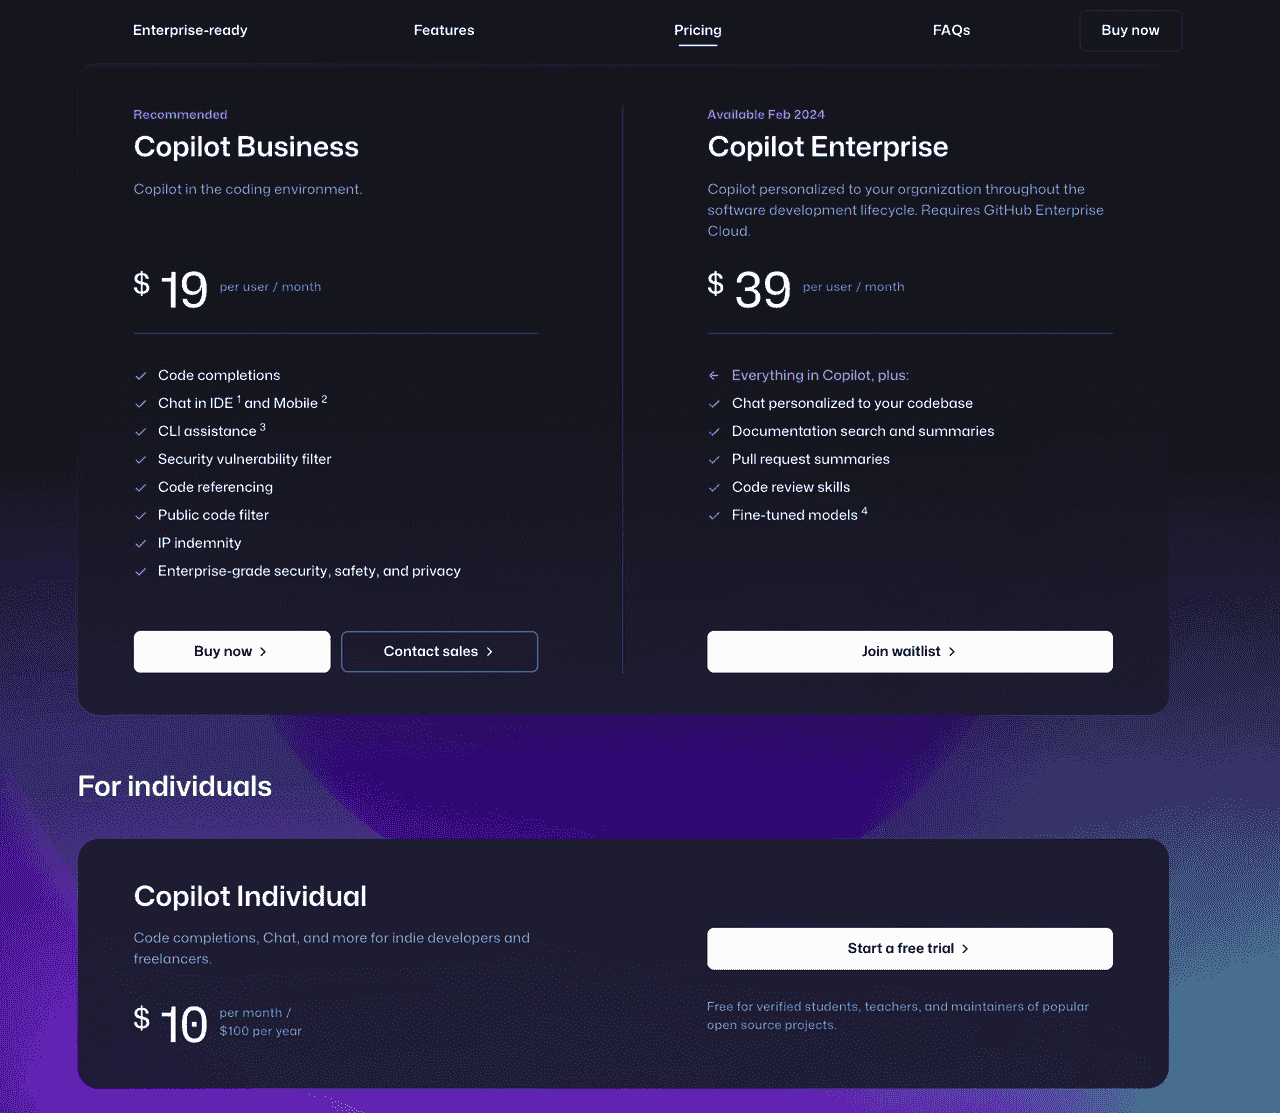 Enterprise-ready
Features
Pricing
FAQs
Buy now
Recommended
Copilot Business
Copilot in the coding environment.
$ 19 per user / month
Code completions
Chat in IDE 1 and Mobile 2
CLI assistance 3
Security vulnerability filter
Code referencing
Public code filter
IP indemnity
Enterprise-grade security, safety, and privacy
Buy now
Contact sales
Available Feb 2024
Copilot Enterprise
Copilot personalized to your organization throughout the
software development lifecycle. Requires GitHub Enterprise
Cloud.
$ 39 per user / month
Everything in Copilot, plus:
Chat personalized to your codebase
Documentation search and summaries
Pull request summaries
Code review skills
Fine-tuned models 4
Join waitlist
For individuals
Copilot Individual
Code completions, Chat, and more for indie developers and
freelancers.
$ 10 per month /
$100 per year
Start a free trial
Free for verified students, teachers, and maintainers of popular
open source projects.